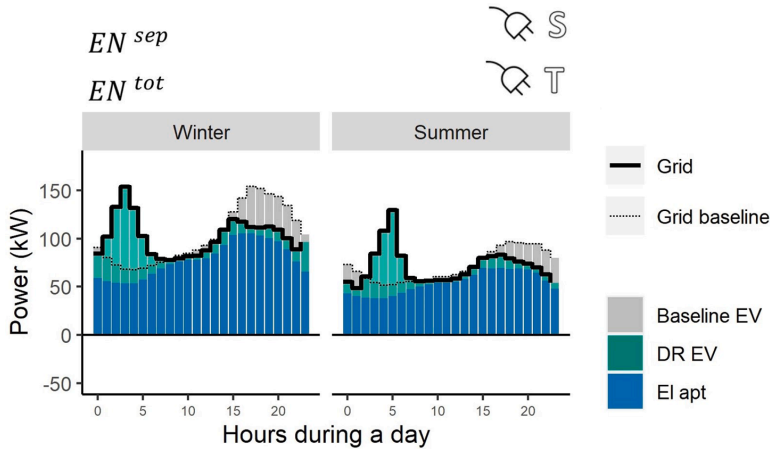 EN sep S
EN tot T
Winter Summer
Power (kW)
150
100
50
0
-50
0 5 10 15 20 0 5 10 15 20
Hours during a day
Grid
Grid baseline
Baseline EV
DR EV
El apt